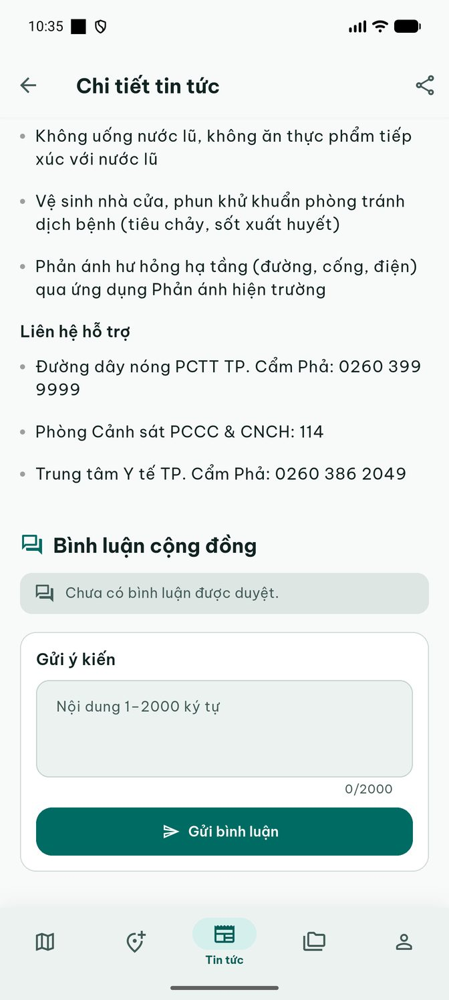 10:35
Chi tiết tin tức
Không uống nước lũ, không ăn thực phẩm tiếp
xúc với nước lũ
Vệ sinh nhà cửa, phun khử khuẩn phòng tránh
dịch bệnh (tiêu chảy, sốt xuất huyết)
Phản ánh hư hỏng hạ tầng (đường, cống, điện)
qua ứng dụng Phản ánh hiện trường
Liên hệ hỗ trợ
Đường dây nóng PCTT TP. Cẩm Phả: 0260 399
9999
Phòng Cảnh sát PCCC & CNCH: 114
Trung tâm Y tế TP. Cẩm Phả: 0260 386 2049
Bình luận cộng đồng
Chưa có bình luận được duyệt.
Gửi ý kiến
Nội dung 1–2000 ký tự
0/2000
Gửi bình luận
Tin tức